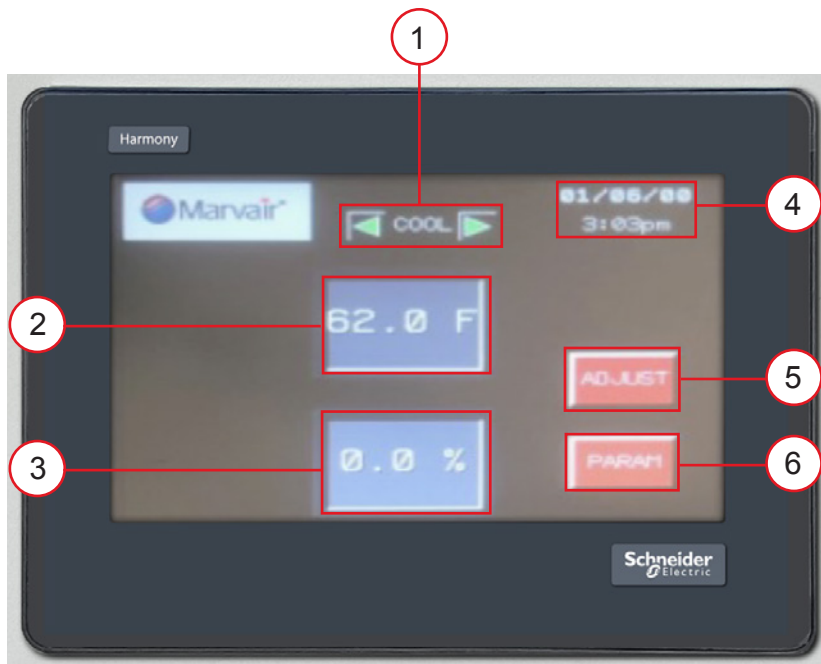 1
Harmony
Marvair®
COOL
01/06/00
3:03pm
4
2
62.0 F
ADJUST
5
3
0.0 %
PARAM
6
Schneider
Electric